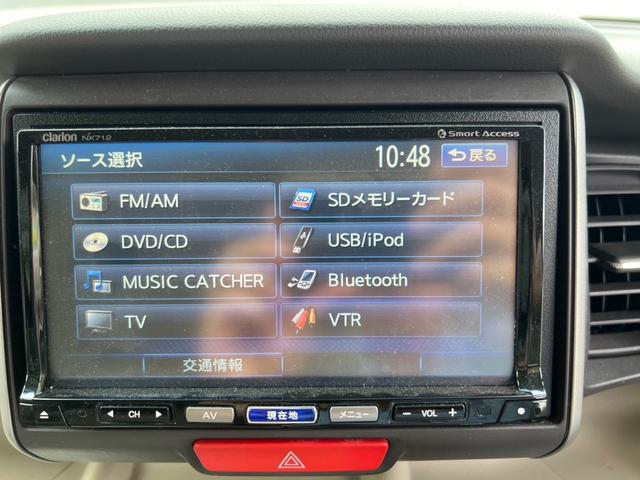 clarion NX712
Smart Access
ソース選択
10:48
戻る
FM/AM
SD
SDメモリーカード
DVD/CD
USB/iPod
MUSIC CATCHER
Bluetooth
TV
VTR
交通情報
CH
AV
現在地
メニュー
− VOL +